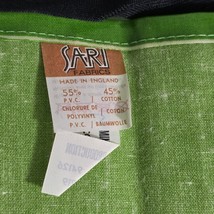 SARI
FABRICS
MADE IN ENGLAND
55% 45%
P.V.C. / COTTON
CHLORURE DE / COTON
POLYVINYL
P.V.C. / BAUMWOLLE